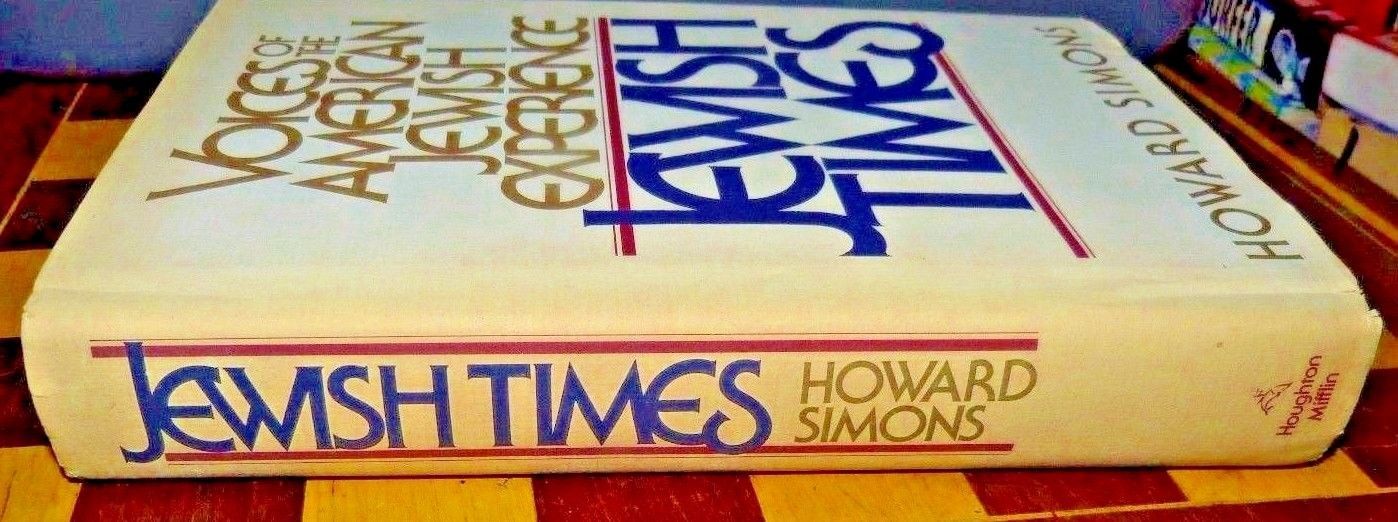 VOICES OF
THE
AMERICAN
JEWISH
EXPERIENCE
JEWISH
TIMES
HOWARD SIMONS
JEWISH TIMES
HOWARD
SIMONS
Houghton
Mifflin